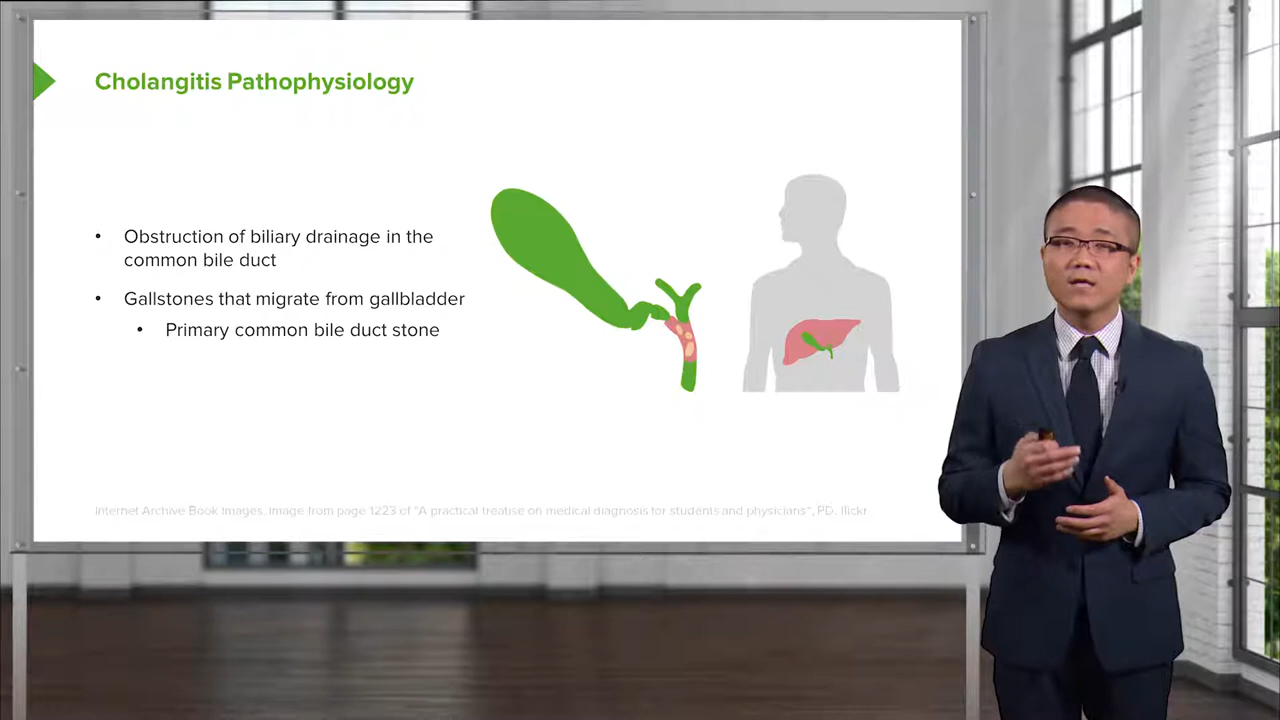 Cholangitis Pathophysiology
• Obstruction of biliary drainage in the
common bile duct
• Gallstones that migrate from gallbladder
• Primary common bile duct stone
Internet Archive Book Images. Image from page 1223 of "A practical treatise on medical diagnosis for students and physicians", PD. flickr